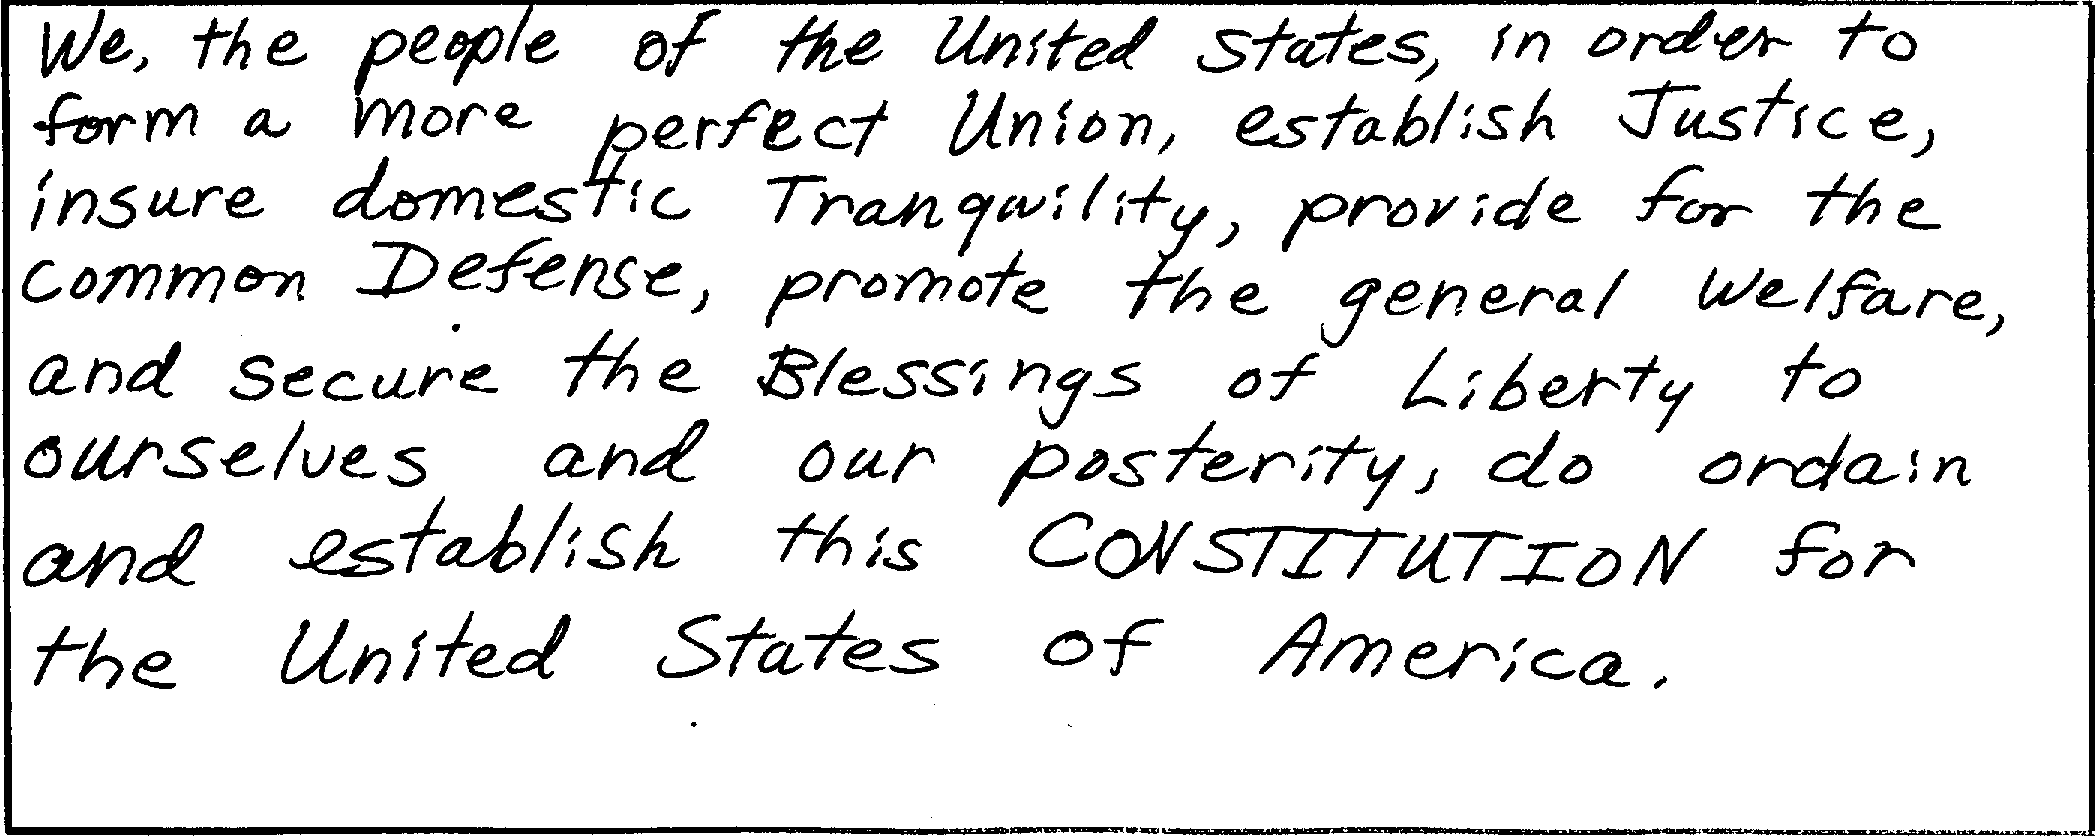 We, the people of the United States, in order to
form a more perfect Union, establish Justice,
insure domestic Tranquility, provide for the
common Defense, promote the general Welfare,
and secure the Blessings of Liberty to
ourselves and our posterity, do ordain
and establish this CONSTITUTION for
the United States of America.